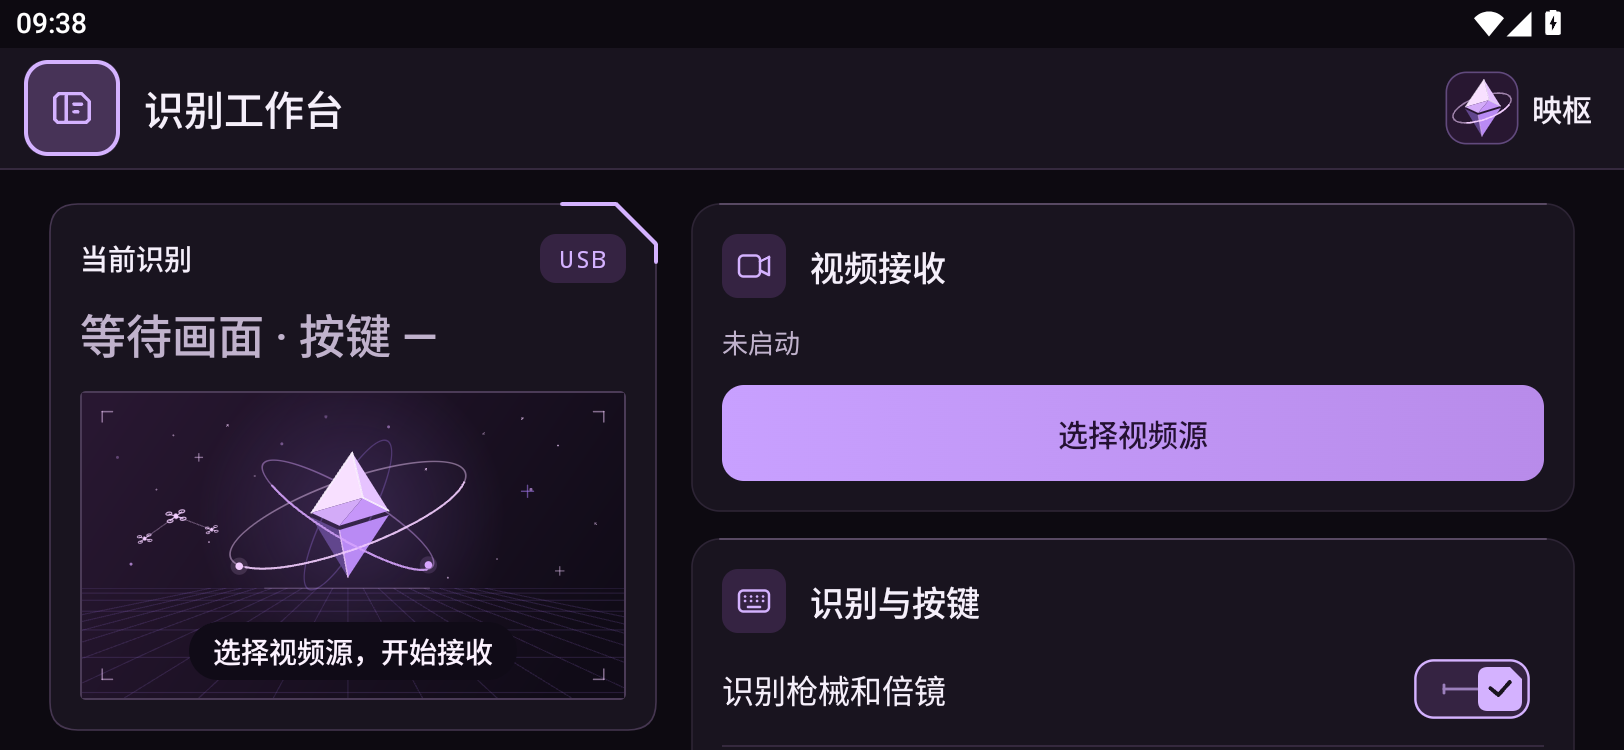 09:38
识别工作台
映枢
当前识别
USB
等待画面 · 按键 —
选择视频源，开始接收
视频接收
未启动
选择视频源
识别与按键
识别枪械和倍镜